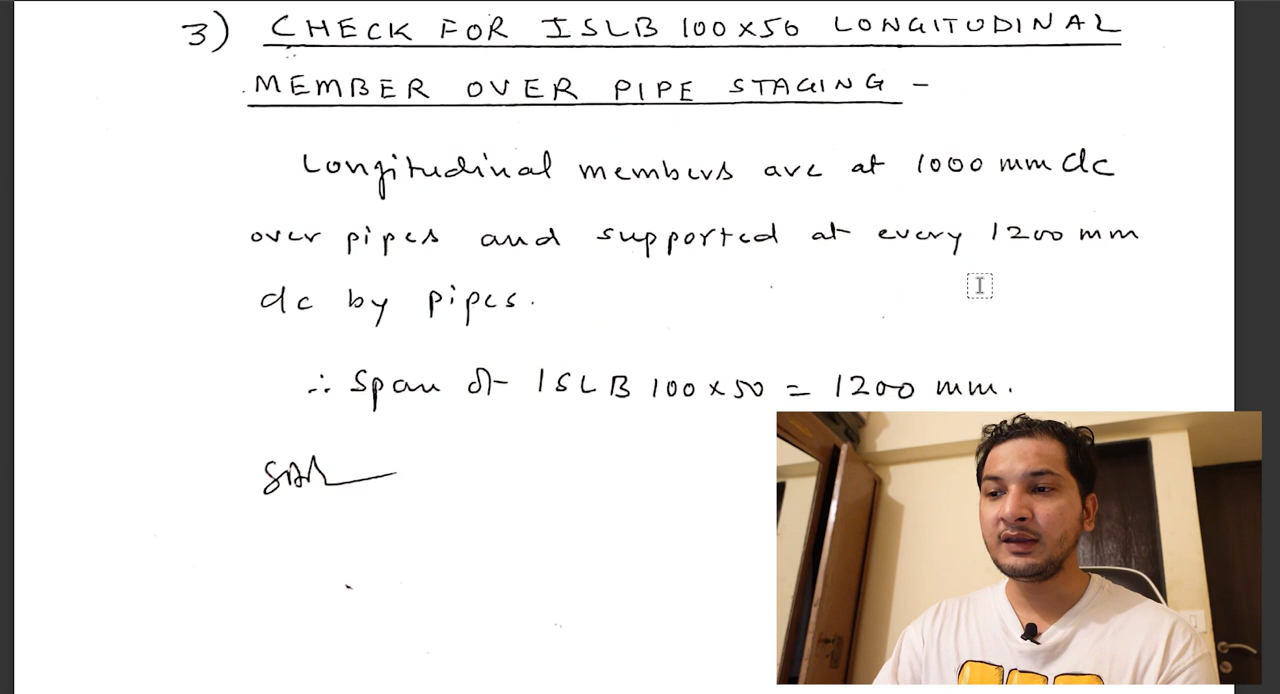 3) CHECK FOR ISLB 100x50 LONGITUDINAL
MEMBER OVER PIPE STAGING -
Longitudinal members are at 1000 mm c/c
over pipes and supported at every 1200 mm
c/c by pipes.
∴ Span of ISLB 100x50 = 1200 mm.